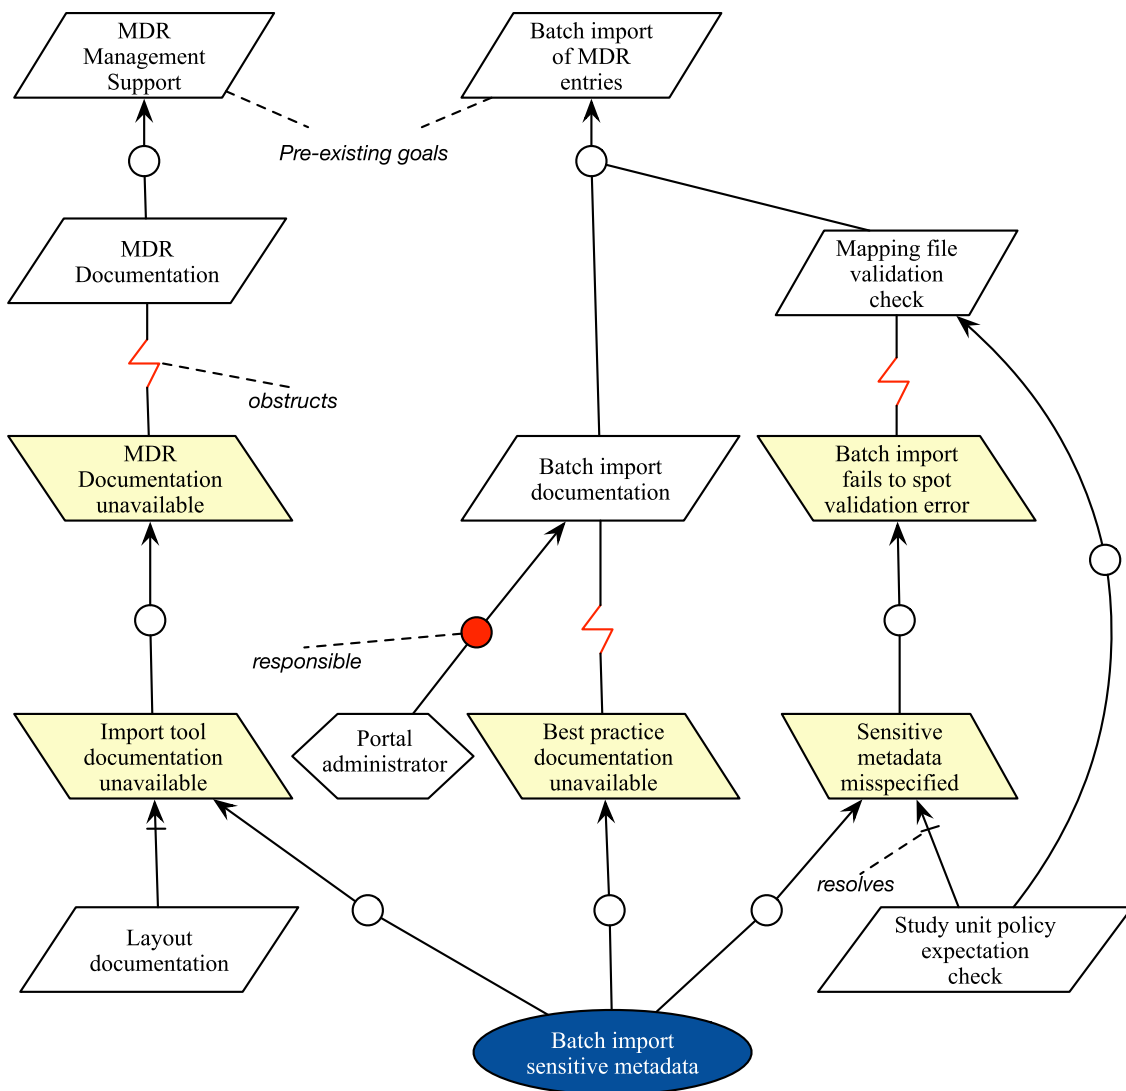 MDR
Management
Support
Batch import
of MDR
entries
Pre-existing goals
MDR
Documentation
Mapping file
validation
check
obstructs
MDR
Documentation
unavailable
Batch import
documentation
Batch import
fails to spot
validation error
responsible
Import tool
documentation
unavailable
Portal
administrator
Best practice
documentation
unavailable
Sensitive
metadata
misspecified
resolves
Layout
documentation
Study unit policy
expectation
check
Batch import
sensitive metadata